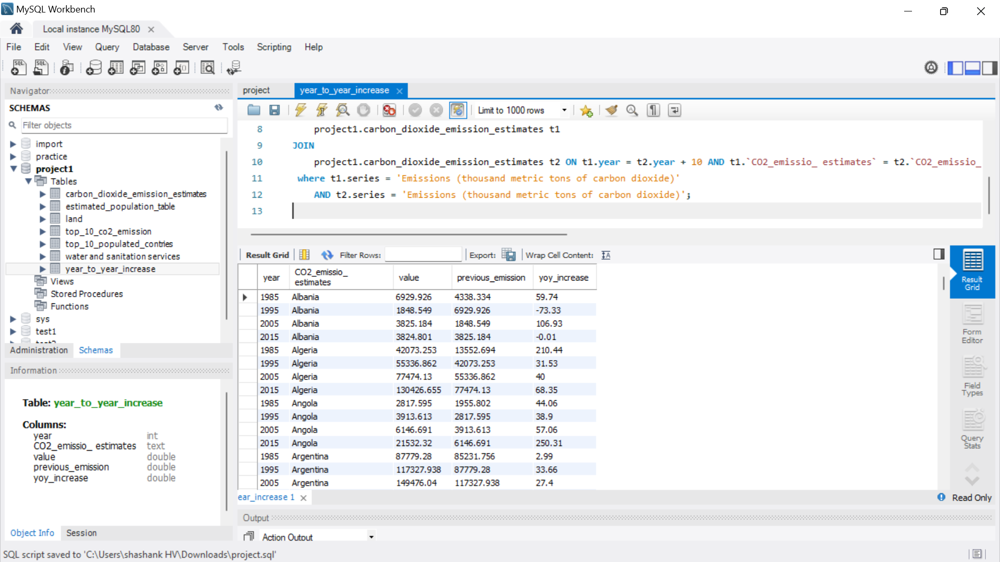 MySQL Workbench
Local instance MySQL80
File Edit View Query Database Server Tools Scripting Help
Navigator
SCHEMAS
Filter objects
import
practice
project1
Tables
carbon_dioxide_emission_estimates
estimated_population_table
land
top_10_co2_emission
top_10_populated_contries
water and sanitation services
year_to_year_increase
Views
Stored Procedures
Functions
sys
test1
Administration Schemas
Information
Table: year_to_year_increase
Columns:
year int
CO2_emissio_ estimates text
value double
previous_emission double
yoy_increase double
Object Info Session
project year_to_year_increase
Limit to 1000 rows
8 project1.carbon_dioxide_emission_estimates t1
9 JOIN
10 project1.carbon_dioxide_emission_estimates t2 ON t1.year = t2.year + 10 AND t1.`CO2_emissio_ estimates` = t2.`CO2_emissio_
11 where t1.series = 'Emissions (thousand metric tons of carbon dioxide)'
12 AND t2.series = 'Emissions (thousand metric tons of carbon dioxide)';
13
Result Grid Filter Rows: Export: Wrap Cell Content:
year CO2_emissio_ estimates value previous_emission yoy_increase
1985 Albania 6929.926 4338.334 59.74
1995 Albania 1848.549 6929.926 -73.33
2005 Albania 3825.184 1848.549 106.93
2015 Albania 3824.801 3825.184 -0.01
1985 Algeria 42073.253 13552.694 210.44
1995 Algeria 55336.862 42073.253 31.53
2005 Algeria 77474.13 55336.862 40
2015 Algeria 130426.655 77474.13 68.35
1985 Angola 2817.595 1955.802 44.06
1995 Angola 3913.613 2817.595 38.9
2005 Angola 6146.691 3913.613 57.06
2015 Angola 21532.32 6146.691 250.31
1985 Argentina 87779.28 85231.756 2.99
1995 Argentina 117327.938 87779.28 33.66
2005 Argentina 149476.04 117327.938 27.4
Result
Grid
Form
Editor
Field
Types
Query
Stats
ear_increase 1
Read Only
Output
Action Output
SQL script saved to 'C:\Users\shashank HV\Downloads\project.sql'